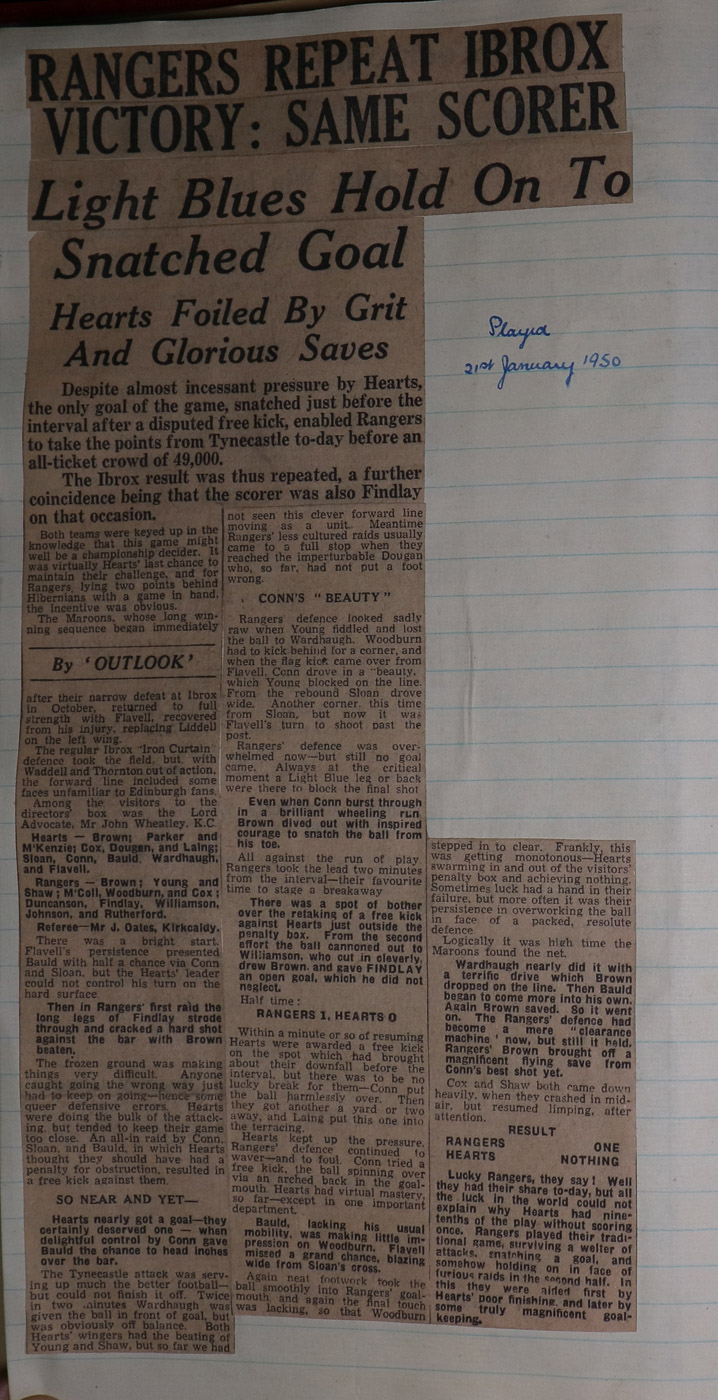 RANGERS REPEAT IBROX
VICTORY: SAME SCORER
Light Blues Hold On To
Snatched Goal
Hearts Foiled By Grit
And Glorious Saves
Played
21st January 1950
Despite almost incessant pressure by Hearts,
the only goal of the game, snatched just before the
interval after a disputed free kick, enabled Rangers
to take the points from Tynecastle to-day before an
all-ticket crowd of 49,000.
The Ibrox result was thus repeated, a further
coincidence being that the scorer was also Findlay
on that occasion.
Both teams were keyed up in the
knowledge that this game might
well be a championship decider. It
was virtually Hearts' last chance to
maintain their challenge, and for
Rangers, lying two points behind
Hibernians with a game in hand,
the incentive was obvious.
The Maroons, whose long win-
ning sequence began immediately
By 'OUTLOOK'
after their narrow defeat at Ibrox
in October, returned to full
strength with Flavell, recovered
from his injury, replacing Liddell
on the left wing.
The regular Ibrox "Iron Curtain"
defence took the field, but, with
Waddell and Thornton out of action,
the forward line included some
faces unfamiliar to Edinburgh fans.
Among the visitors to the
directors' box was the Lord
Advocate, Mr John Wheatley, K.C.
Hearts — Brown; Parker and
M'Kenzie; Cox, Dougan, and Laing;
Sloan, Conn, Bauld, Wardhaugh,
and Flavell.
Rangers — Brown; Young and
Shaw; M'Coll, Woodburn, and Cox;
Duncanson, Findlay, Williamson,
Johnson, and Rutherford.
Referee—Mr J. Oates, Kirkcaldy.
There was a bright start.
Flavell's persistence presented
Bauld with half a chance via Conn
and Sloan, but the Hearts' leader
could not control his turn on the
hard surface.
Then in Rangers' first raid the
long legs of Findlay strode
through and cracked a hard shot
against the bar with Brown
beaten.
The frozen ground was making
things very difficult. Anyone
caught going the wrong way just
had to keep on going—hence some
queer defensive errors. Hearts
were doing the bulk of the attack-
ing, but tended to keep their game
too close. An all-in raid by Conn,
Sloan, and Bauld, in which Hearts
thought they should have had a
penalty for obstruction, resulted in
a free kick against them.
SO NEAR AND YET—
Hearts nearly got a goal—they
certainly deserved one — when
delightful control by Conn gave
Bauld the chance to head inches
over the bar.
The Tynecastle attack was serv-
ing up much the better football—
but could not finish it off. Twice
in two minutes Wardhaugh was
given the ball in front of goal, but
was obviously off balance. Both
Hearts' wingers had the beating of
Young and Shaw, but so far we had
not seen this clever forward line
moving as a unit. Meantime
Rangers' less cultured raids usually
came to a full stop when they
reached the imperturbable Dougan
who, so far, had not put a foot
wrong.
CONN'S "BEAUTY"
Rangers' defence looked sadly
raw when Young fiddled and lost
the ball to Wardhaugh. Woodburn
had to kick behind for a corner, and
when the flag kick came over from
Flavell, Conn drove in a "beauty,"
which Young blocked on the line.
From the rebound Sloan drove
wide. Another corner, this time
from Sloan, but now it was
Flavell's turn to shoot past the
post.
Rangers' defence was over-
whelmed now—but still no goal
came. Always at the critical
moment a Light Blue leg or back
were there to block the final shot
Even when Conn burst through
in a brilliant wheeling run
Brown dived out with inspired
courage to snatch the ball from
his toe.
All against the run of play
Rangers took the lead two minutes
from the interval—their favourite
time to stage a breakaway
There was a spot of bother
over the retaking of a free kick
against Hearts just outside the
penalty box. From the second
effort the ball cannoned out to
Williamson, who cut in cleverly,
drew Brown, and gave FINDLAY
an open goal, which he did not
neglect.
Half time:
RANGERS 1, HEARTS 0
Within a minute or so of resuming
Hearts were awarded a free kick
on the spot which had brought
about their downfall before the
interval, but there was to be no
lucky break for them—Conn put
the ball harmlessly over. Then
they got another a yard or two
away, and Laing put this one into
the terracing.
Hearts kept up the pressure.
Rangers' defence continued to
waver—and to foul. Conn tried a
free kick, the ball spinning over
via an arched back in the goal-
mouth. Hearts had virtual mastery,
so far—except in one important
department.
Bauld, lacking his usual
mobility, was making little im-
pression on Woodburn. Flavell
missed a grand chance, blazing
wide from Sloan's cross.
Again neat footwork took the
ball smoothly into Rangers' goal-
mouth and again the final touch
was lacking, so that Woodburn
stepped in to clear. Frankly, this
was getting monotonous—Hearts
swarming in and out of the visitors'
penalty box and achieving nothing.
Sometimes luck had a hand in their
failure, but more often it was their
persistence in overworking the ball
in face of a packed, resolute
defence
Logically it was high time the
Maroons found the net.
Wardhaugh nearly did it with
a terrific drive which Brown
dropped on the line. Then Bauld
began to come more into his own.
Again Brown saved. So it went
on. The Rangers' defence had
become a mere "clearance
machine' now, but still it held.
Rangers' Brown brought off a
magnificent flying save from
Conn's best shot yet.
Cox and Shaw both came down
heavily, when they crashed in mid-
air, but resumed limping, after
attention.
RESULT
RANGERS ONE
HEARTS NOTHING
Lucky Rangers, they say! Well
they had their share to-day, but all
the luck in the world could not
explain why Hearts had nine-
tenths of the play without scoring
once. Rangers played their tradi-
tional game, surviving a welter of
attacks, snatching a goal, and
somehow holding on in face of
furious raids in the second half. In
this they were aided first by
Hearts' poor finishing, and later by
some truly magnificent goal-
keeping.